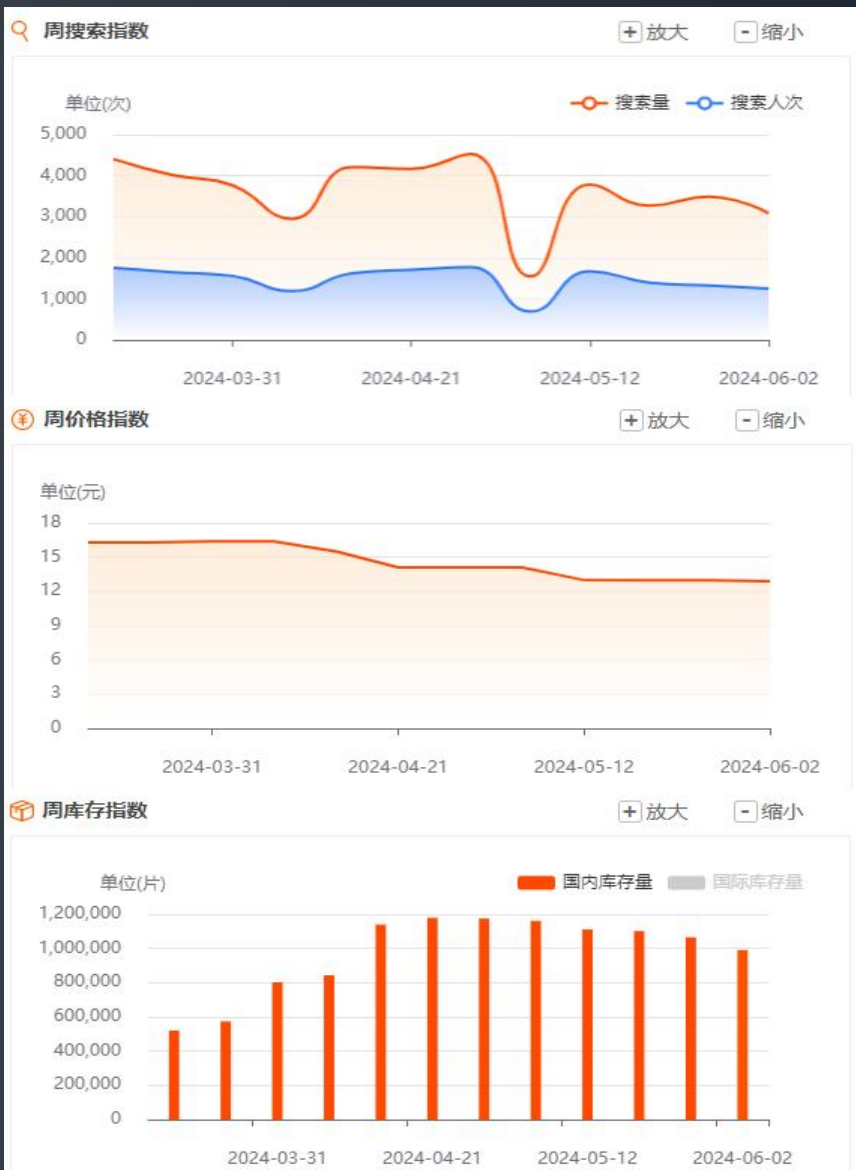 周搜索指数 + 放大 - 缩小
单位(次) 搜索量 搜索人次
5,000
4,000
3,000
2,000
1,000
0
2024-03-31 2024-04-21 2024-05-12 2024-06-02
¥ 周价格指数 + 放大 - 缩小
单位(元)
18
15
12
9
6
3
0
2024-03-31 2024-04-21 2024-05-12 2024-06-02
周库存指数 + 放大 - 缩小
单位(片) 国内库存量 国际库存量
1,200,000
1,000,000
800,000
600,000
400,000
200,000
0
2024-03-31 2024-04-21 2024-05-12 2024-06-02